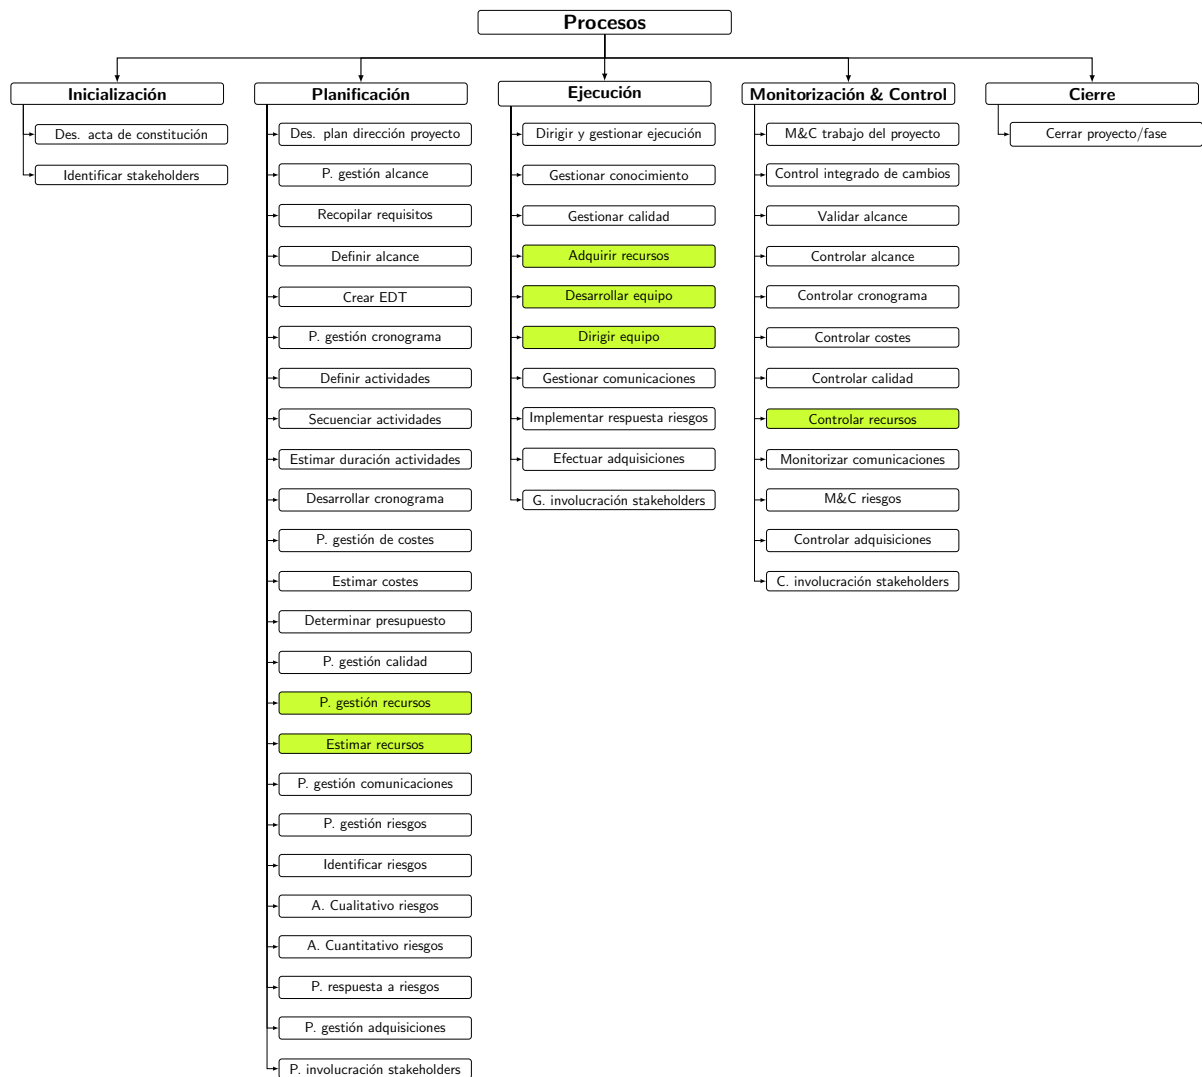 Procesos
Inicialización
Des. acta de constitución
Identificar stakeholders
Planificación
Des. plan dirección proyecto
P. gestión alcance
Recopilar requisitos
Definir alcance
Crear EDT
P. gestión cronograma
Definir actividades
Secuenciar actividades
Estimar duración actividades
Desarrollar cronograma
P. gestión de costes
Estimar costes
Determinar presupuesto
P. gestión calidad
P. gestión recursos
Estimar recursos
P. gestión comunicaciones
P. gestión riesgos
Identificar riesgos
A. Cualitativo riesgos
A. Cuantitativo riesgos
P. respuesta a riesgos
P. gestión adquisiciones
P. involucración stakeholders
Ejecución
Dirigir y gestionar ejecución
Gestionar conocimiento
Gestionar calidad
Adquirir recursos
Desarrollar equipo
Dirigir equipo
Gestionar comunicaciones
Implementar respuesta riesgos
Efectuar adquisiciones
G. involucración stakeholders
Monitorización & Control
M&C trabajo del proyecto
Control integrado de cambios
Validar alcance
Controlar alcance
Controlar cronograma
Controlar costes
Controlar calidad
Controlar recursos
Monitorizar comunicaciones
M&C riesgos
Controlar adquisiciones
C. involucración stakeholders
Cierre
Cerrar proyecto/fase